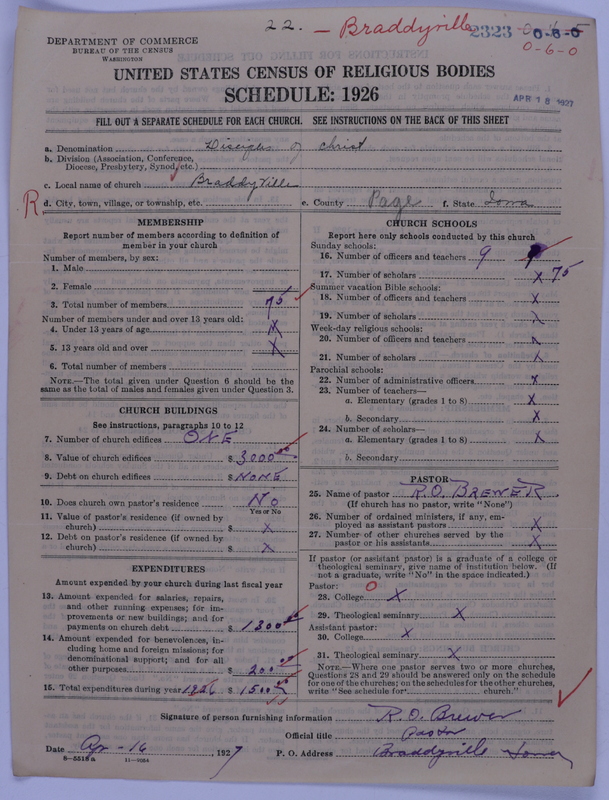 22. - Braddyville 2323 0-6-0
0-6-0
DEPARTMENT OF COMMERCE
BUREAU OF THE CENSUS
WASHINGTON
UNITED STATES CENSUS OF RELIGIOUS BODIES
SCHEDULE: 1926
APR 18 1927
FILL OUT A SEPARATE SCHEDULE FOR EACH CHURCH. SEE INSTRUCTIONS ON THE BACK OF THIS SHEET
a. Denomination Disciples of christ
b. Division (Association, Conference,
Diocese, Presbytery, Synod, etc.)
c. Local name of church BraddyVille
R d. City, town, village, or township, etc. e. County Page f. State Iowa
MEMBERSHIP
Report number of members according to definition of
member in your church
Number of members, by sex:
1. Male
2. Female
3. Total number of members 75
Number of members under and over 13 years old:
4. Under 13 years of age X
5. 13 years old and over X
6. Total number of members
NOTE.—The total given under Question 6 should be the
same as the total of males and females given under Question 3.
CHURCH BUILDINGS
See instructions, paragraphs 10 to 12
7. Number of church edifices ONE
8. Value of church edifices $ 3000 00
9. Debt on church edifices $ NONE
10. Does church own pastor's residence No
Yes or No
11. Value of pastor's residence (if owned by
church) $ X
12. Debt on pastor's residence (if owned by
church) $ X
EXPENDITURES
Amount expended by your church during last fiscal year
13. Amount expended for salaries, repairs,
and other running expenses; for im-
provements or new buildings; and for
payments on church debt $ 1300 00
14. Amount expended for benevolences, in-
cluding home and foreign missions; for
denominational support; and for all
other purposes $ 200 00
15. Total expenditures during year 1926 $ 1500 00
CHURCH SCHOOLS
Report here only schools conducted by this church
Sunday schools:
16. Number of officers and teachers 9
17. Number of scholars X 75
Summer vacation Bible schools:
18. Number of officers and teachers X
19. Number of scholars X
Week-day religious schools:
20. Number of officers and teachers X
21. Number of scholars X
Parochial schools:
22. Number of administrative officers X
23. Number of teachers—
a. Elementary (grades 1 to 8) X
b. Secondary X
24. Number of scholars—
a. Elementary (grades 1 to 8) X
b. Secondary
PASTOR
25. Name of pastor R.O. BREWER
(If church has no pastor, write "None")
26. Number of ordained ministers, if any, em-
ployed as assistant pastors X
27. Number of other churches served by the
pastor or his assistants X
If pastor (or assistant pastor) is a graduate of a college or
theological seminary, give name of institution below. (If
not a graduate, write "No" in the space indicated.)
Pastor: O
28. College X
29. Theological seminary X
Assistant pastor:
30. College X
31. Theological seminary X
NOTE.—Where one pastor serves two or more churches,
Questions 28 and 29 should be answered only on the schedule
for one of the churches; on the schedules for the other churches,
write "See schedule for church."
Signature of person furnishing information R.O. Brewer
Official title Pastor
Date Apr - 16, 1927 P. O. Address Braddyville Iowa
8—5518a 11—9054